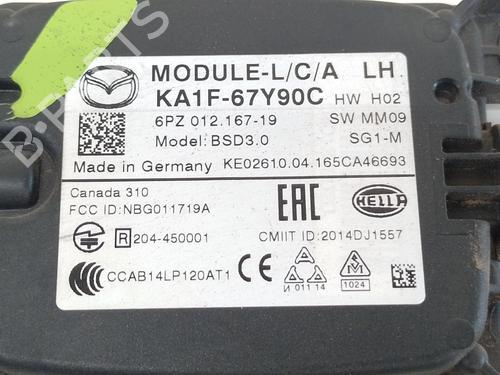 MODULE-L/C/A LH
KA1F-67Y90C HW H02
6PZ 012.167-19 SW MM09
Model: BSD3.0 SG1-M
Made in Germany KE02610.04.165CA46693
Canada 310
FCC ID: NBG011719A
EAC HELLA
R 204-450001 CMIIT ID: 2014DJ1557
CCAB14LP120AT1 CE
И 011 14 1024